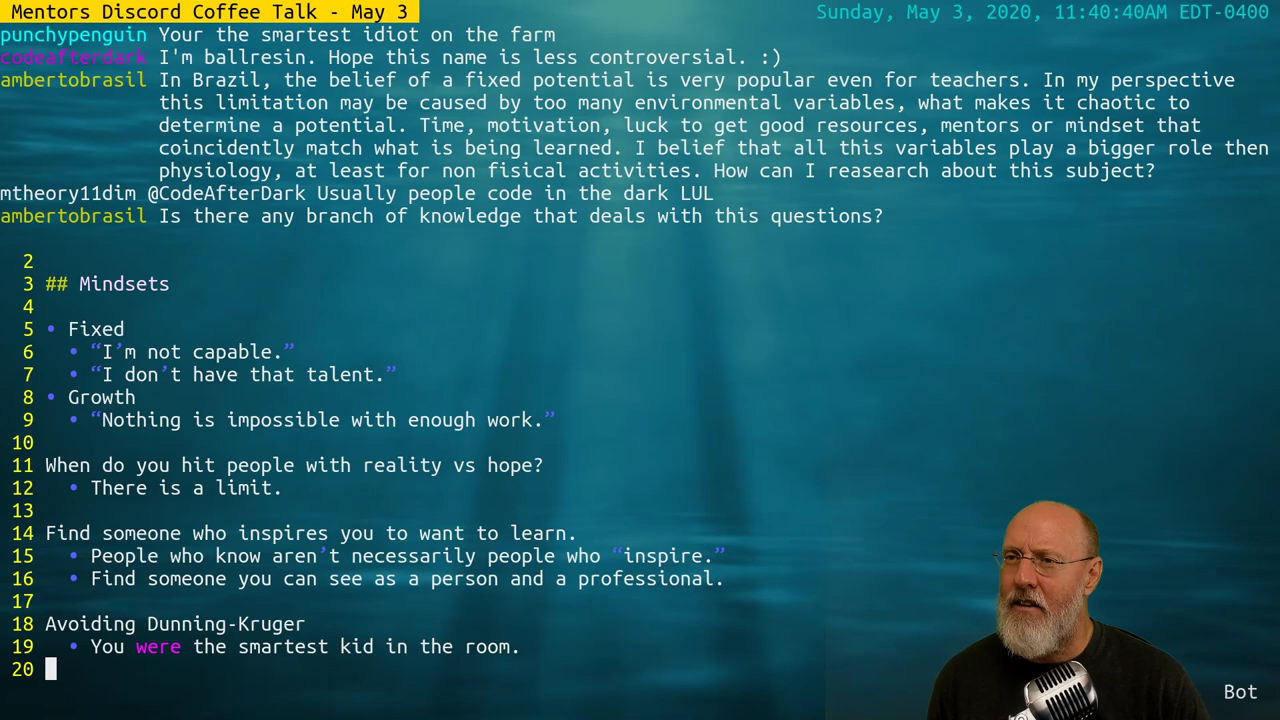 Mentors Discord Coffee Talk - May 3
Sunday, May 3, 2020, 11:40:40AM EDT-0400
punchypenguin Your the smartest idiot on the farm
codeafterdark I'm ballresin. Hope this name is less controversial. :)
ambertobrasil In Brazil, the belief of a fixed potential is very popular even for teachers. In my perspective
this limitation may be caused by too many environmental variables, what makes it chaotic to
determine a potential. Time, motivation, luck to get good resources, mentors or mindset that
coincidently match what is being learned. I belief that all this variables play a bigger role then
physiology, at least for non fisical activities. How can I reasearch about this subject?
mtheory11dim @CodeAfterDark Usually people code in the dark LUL
ambertobrasil Is there any branch of knowledge that deals with this questions?
2
3 ## Mindsets
4
5 • Fixed
6 • “I’m not capable.”
7 • “I don’t have that talent.”
8 • Growth
9 • “Nothing is impossible with enough work.”
10
11 When do you hit people with reality vs hope?
12 • There is a limit.
13
14 Find someone who inspires you to want to learn.
15 • People who know aren’t necessarily people who “inspire.”
16 • Find someone you can see as a person and a professional.
17
18 Avoiding Dunning-Kruger
19 • You were the smartest kid in the room.
20
Bot